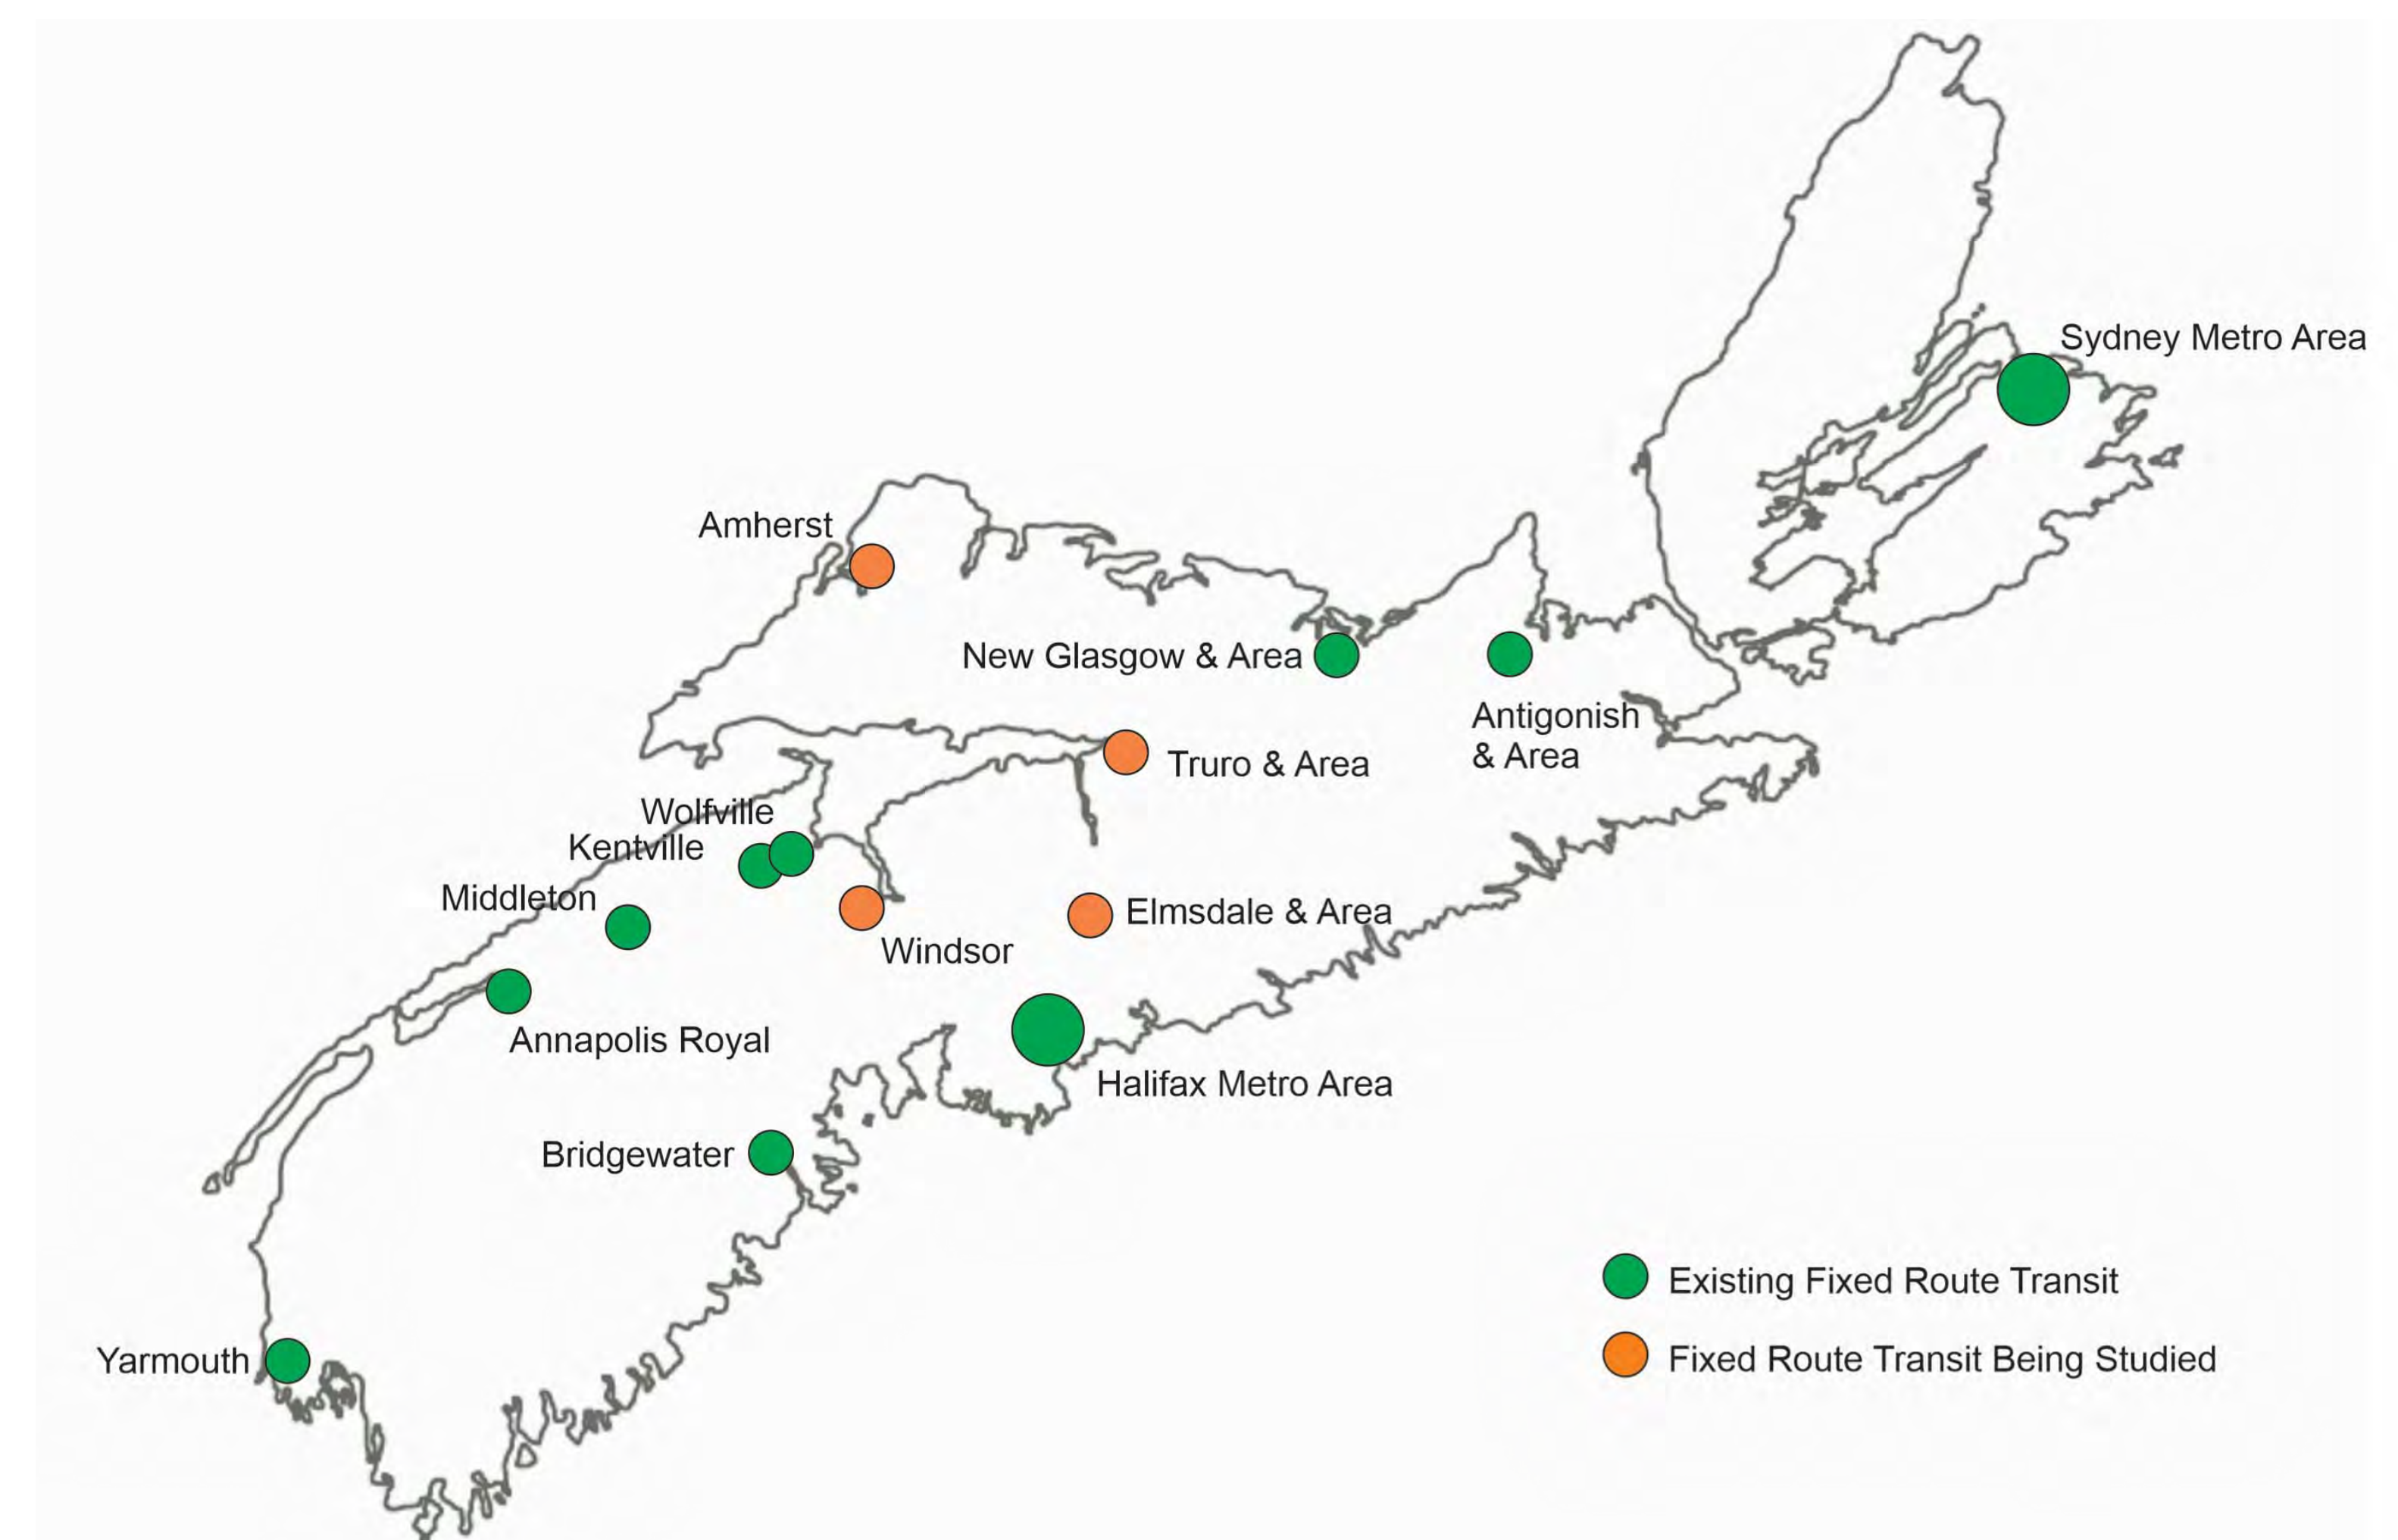 Sydney Metro Area
Amherst
New Glasgow & Area
Antigonish
& Area
Truro & Area
Wolfville
Kentville
Middleton
Elmsdale & Area
Windsor
Annapolis Royal
Halifax Metro Area
Bridgewater
Existing Fixed Route Transit
Yarmouth
Fixed Route Transit Being Studied